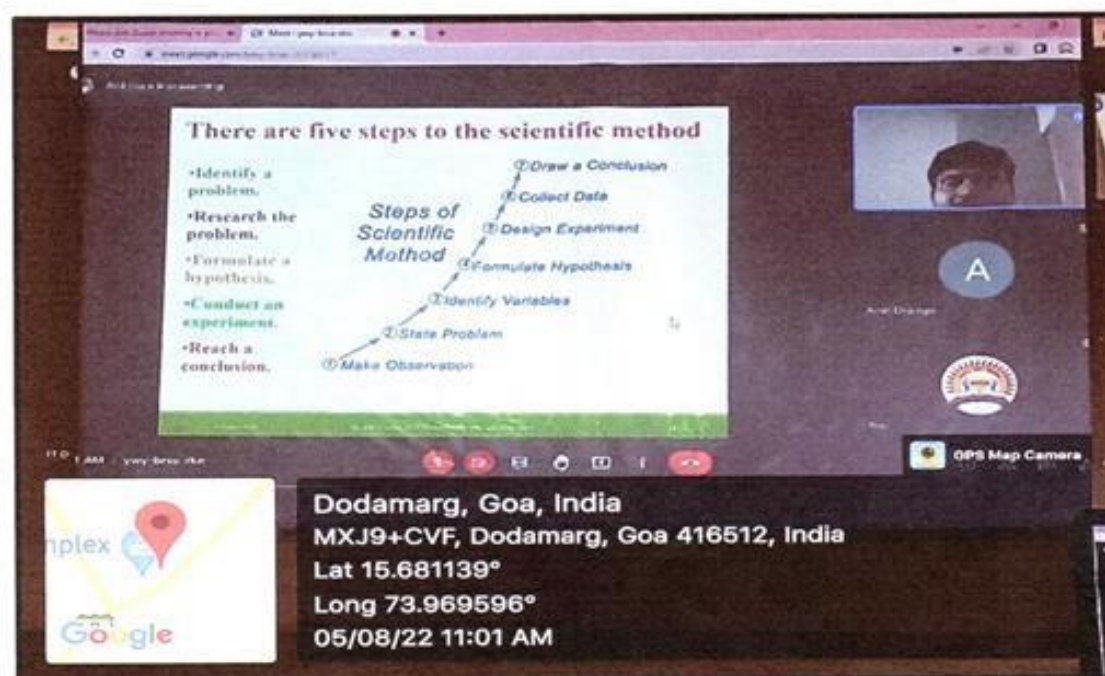 There are five steps to the scientific method
•Identify a
problem.
•Research the
problem.
•Formulate a
hypothesis.
•Conduct an
experiment.
•Reach a
conclusion.
Steps of
Scientific
Mothod
⑦Draw a Conclusion
⑥Collect Data
⑤Design Experiment
④Formulate Hypothesis
③Identify Variables
②State Problem
①Make Observation
A
GPS Map Camera
mplex
Google
Dodamarg, Goa, India
MXJ9+CVF, Dodamarg, Goa 416512, India
Lat 15.681139°
Long 73.969596°
05/08/22 11:01 AM